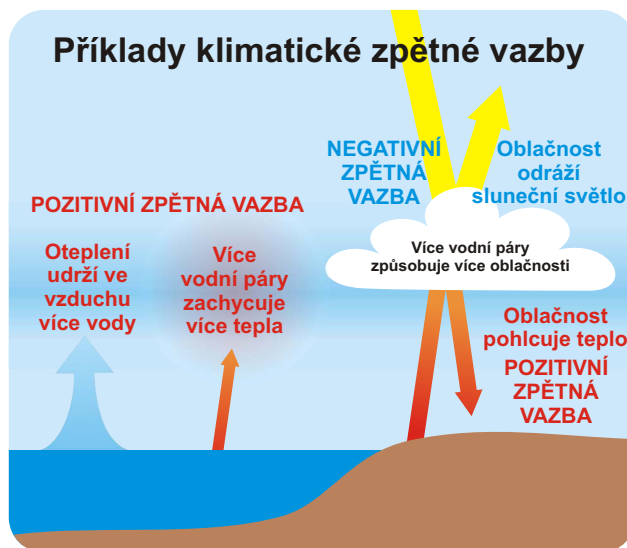 Příklady klimatické zpětné vazby
NEGATIVNÍ
ZPĚTNÁ
VAZBA
Oblačnost
odráží
sluneční světlo
POZITIVNÍ ZPĚTNÁ VAZBA
Oteplení
udrží ve
vzduchu
více vody
Více
vodní páry
zachycuje
více tepla
Více vodní páry
způsobuje více oblačnosti
Oblačnost
pohlcuje teplo
POZITIVNÍ
ZPĚTNÁ
VAZBA